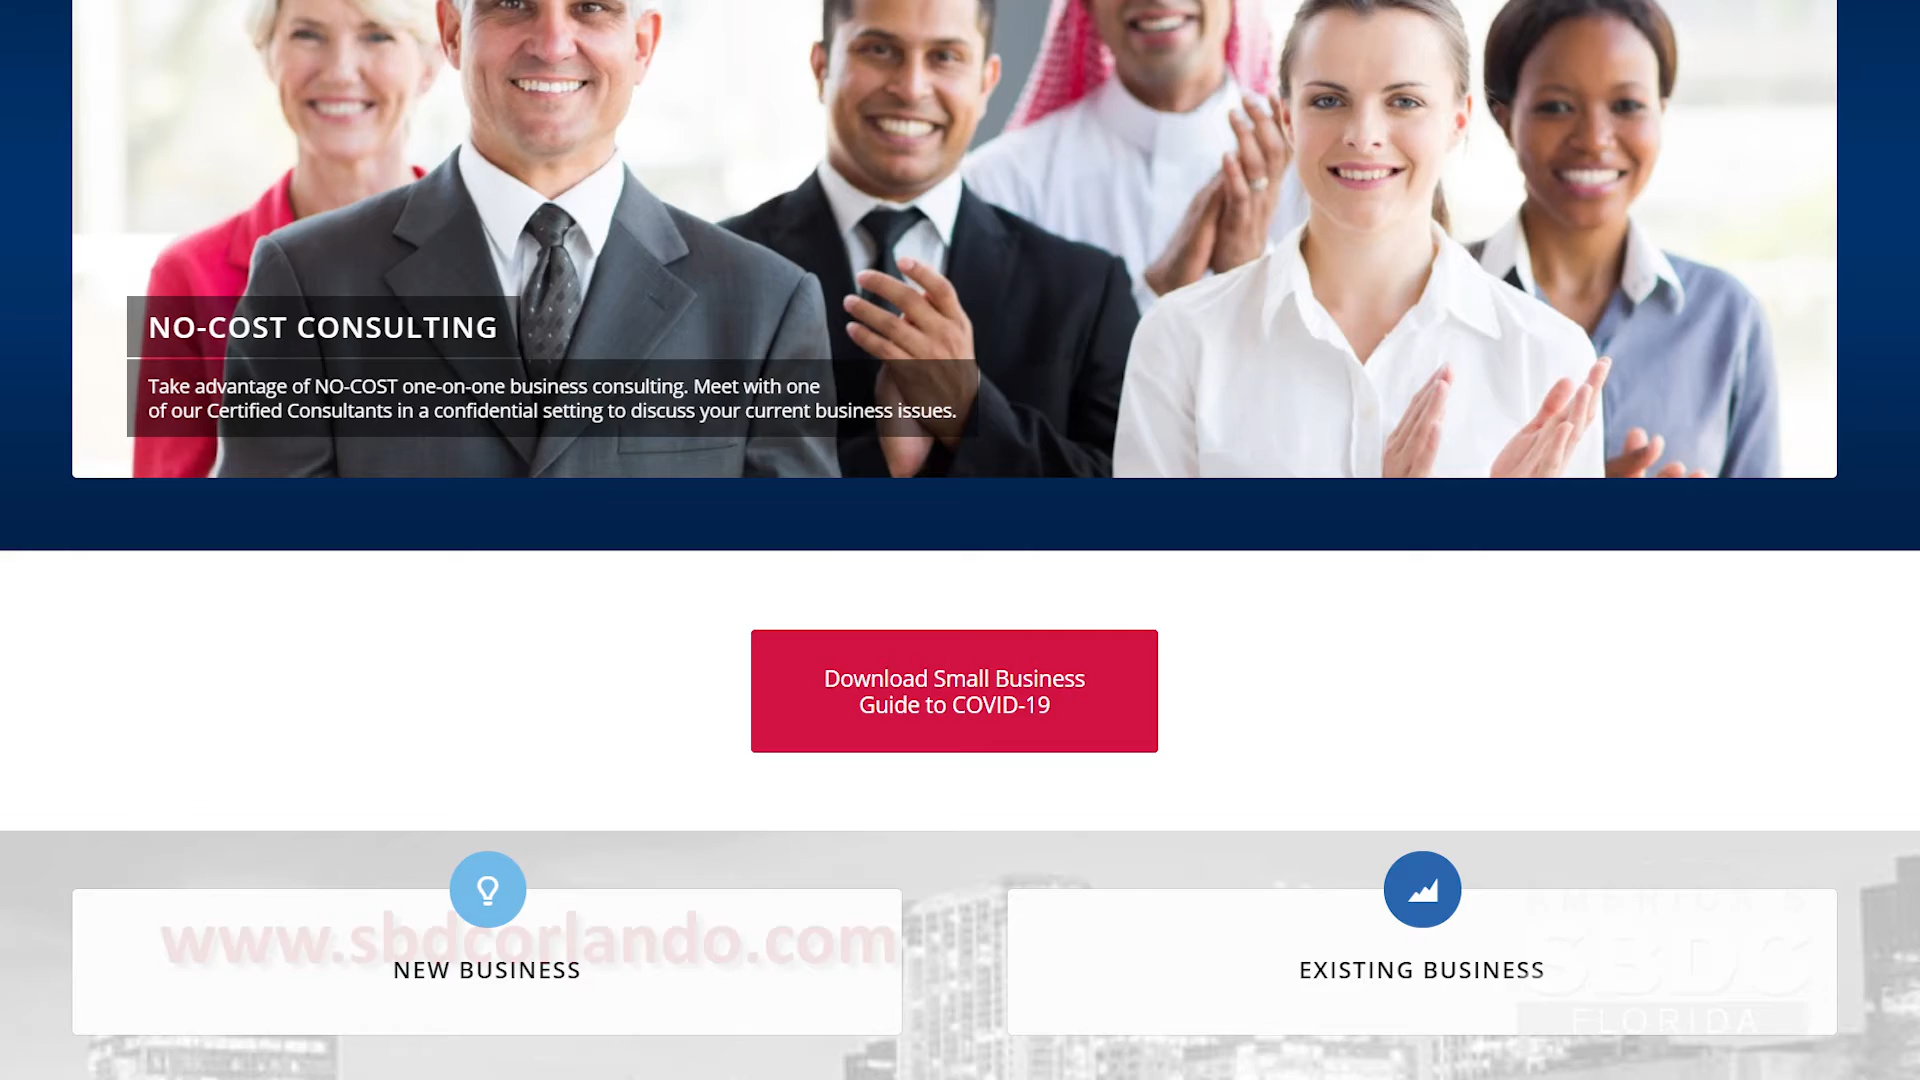 NO-COST CONSULTING
Take advantage of NO-COST one-on-one business consulting. Meet with one
of our Certified Consultants in a confidential setting to discuss your current business issues.
Download Small Business
Guide to COVID-19
www.sbdcorlando.com
NEW BUSINESS
EXISTING BUSINESS
AMERICA'S
SBDC
FLORIDA